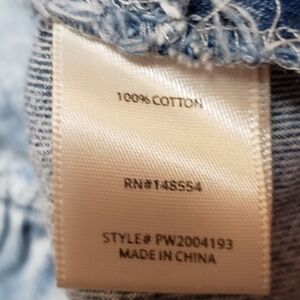 100% COTTON
RN#148554
STYLE# PW2004193
MADE IN CHINA